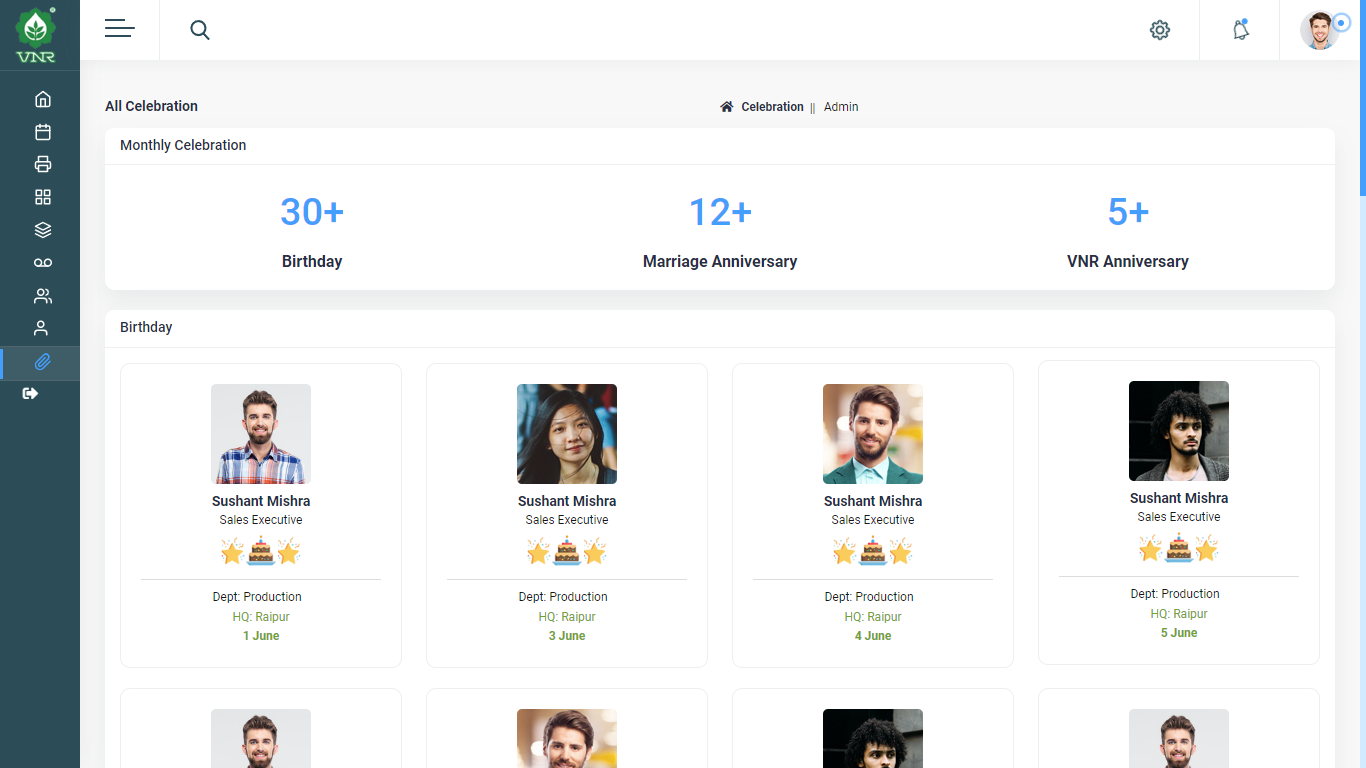 VNR
All Celebration
Celebration || Admin
Monthly Celebration
30+
12+
5+
Birthday
Marriage Anniversary
VNR Anniversary
Birthday
Sushant Mishra
Sales Executive
Dept: Production
HQ: Raipur
1 June
Sushant Mishra
Sales Executive
Dept: Production
HQ: Raipur
3 June
Sushant Mishra
Sales Executive
Dept: Production
HQ: Raipur
4 June
Sushant Mishra
Sales Executive
Dept: Production
HQ: Raipur
5 June